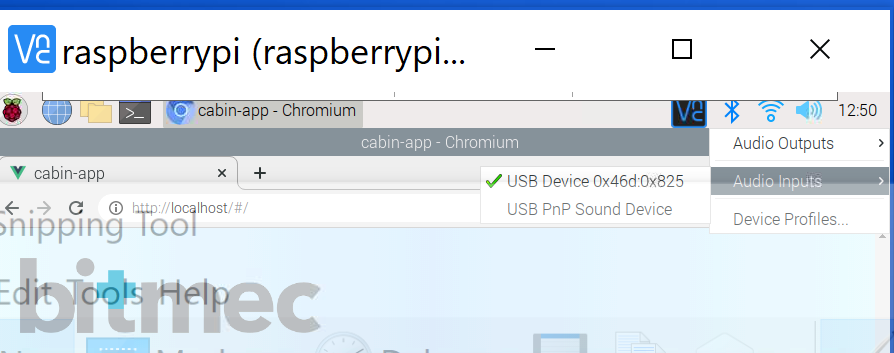 raspberrypi (raspberrypi...
cabin-app - Chromium
12:50
cabin-app - Chromium
Audio Outputs
cabin-app
USB Device 0x46d:0x825
Audio Inputs
http://localhost/#/
USB PnP Sound Device
Device Profiles...
Snipping Tool
Edit Tools Help
bitmec